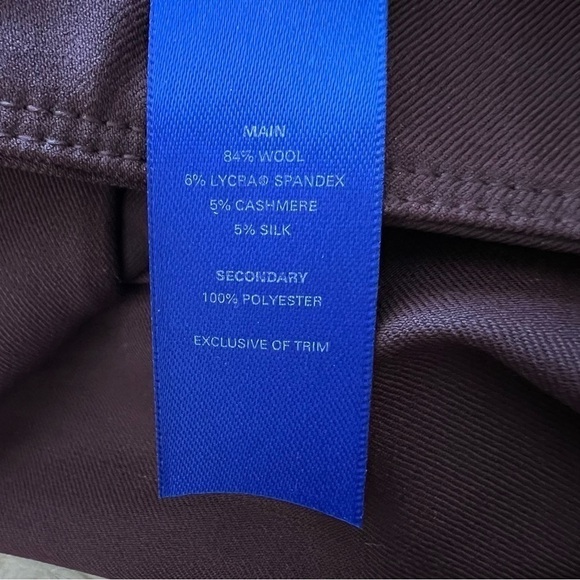 MAIN
84% WOOL
6% LYCRA® SPANDEX
5% CASHMERE
5% SILK
SECONDARY
100% POLYESTER
EXCLUSIVE OF TRIM